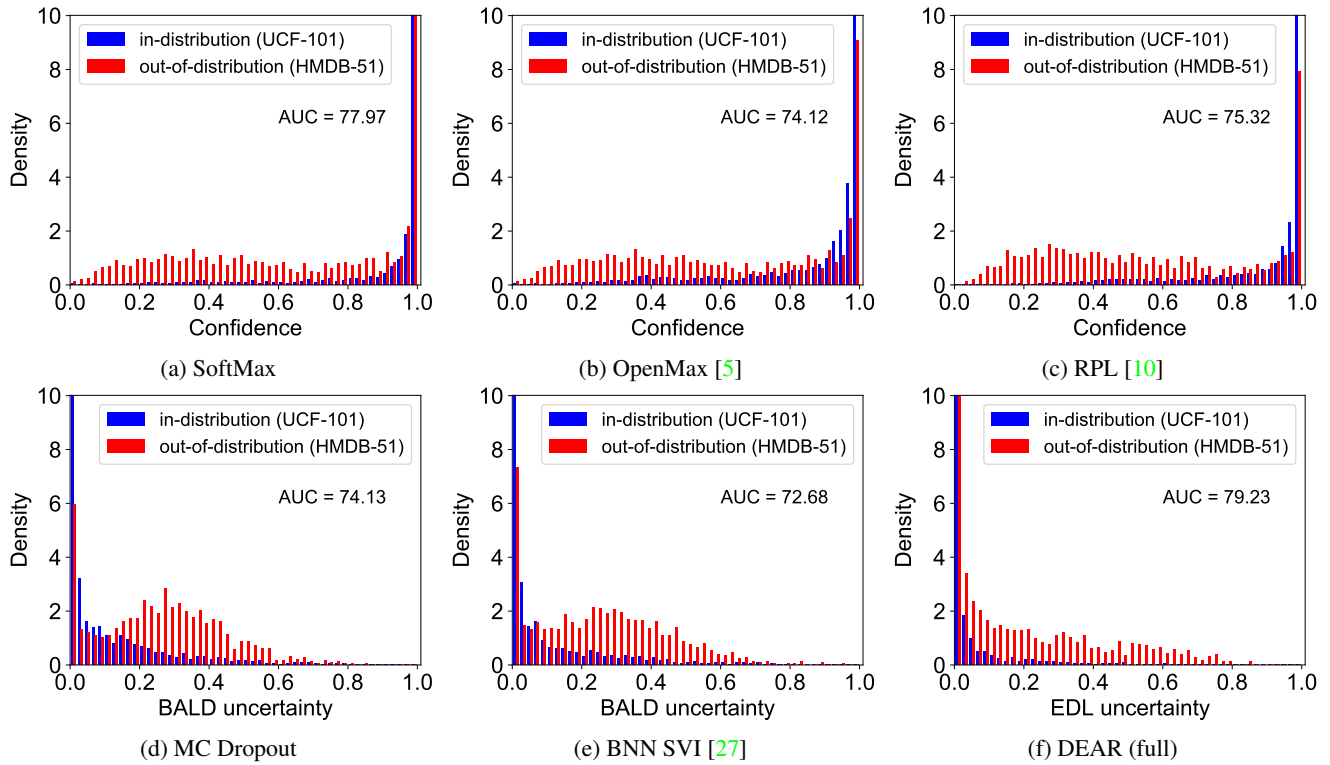 10
8
6
4
2
0
Density
in-distribution (UCF-101)
out-of-distribution (HMDB-51)
AUC = 77.97
0.0 0.2 0.4 0.6 0.8 1.0
Confidence
(a) SoftMax
10
8
6
4
2
0
Density
in-distribution (UCF-101)
out-of-distribution (HMDB-51)
AUC = 74.12
0.0 0.2 0.4 0.6 0.8 1.0
Confidence
(b) OpenMax [5]
10
8
6
4
2
0
Density
in-distribution (UCF-101)
out-of-distribution (HMDB-51)
AUC = 75.32
0.0 0.2 0.4 0.6 0.8 1.0
Confidence
(c) RPL [10]
10
8
6
4
2
0
Density
in-distribution (UCF-101)
out-of-distribution (HMDB-51)
AUC = 74.13
0.0 0.2 0.4 0.6 0.8 1.0
BALD uncertainty
(d) MC Dropout
10
8
6
4
2
0
Density
in-distribution (UCF-101)
out-of-distribution (HMDB-51)
AUC = 72.68
0.0 0.2 0.4 0.6 0.8 1.0
BALD uncertainty
(e) BNN SVI [27]
10
8
6
4
2
0
Density
in-distribution (UCF-101)
out-of-distribution (HMDB-51)
AUC = 79.23
0.0 0.2 0.4 0.6 0.8 1.0
EDL uncertainty
(f) DEAR (full)